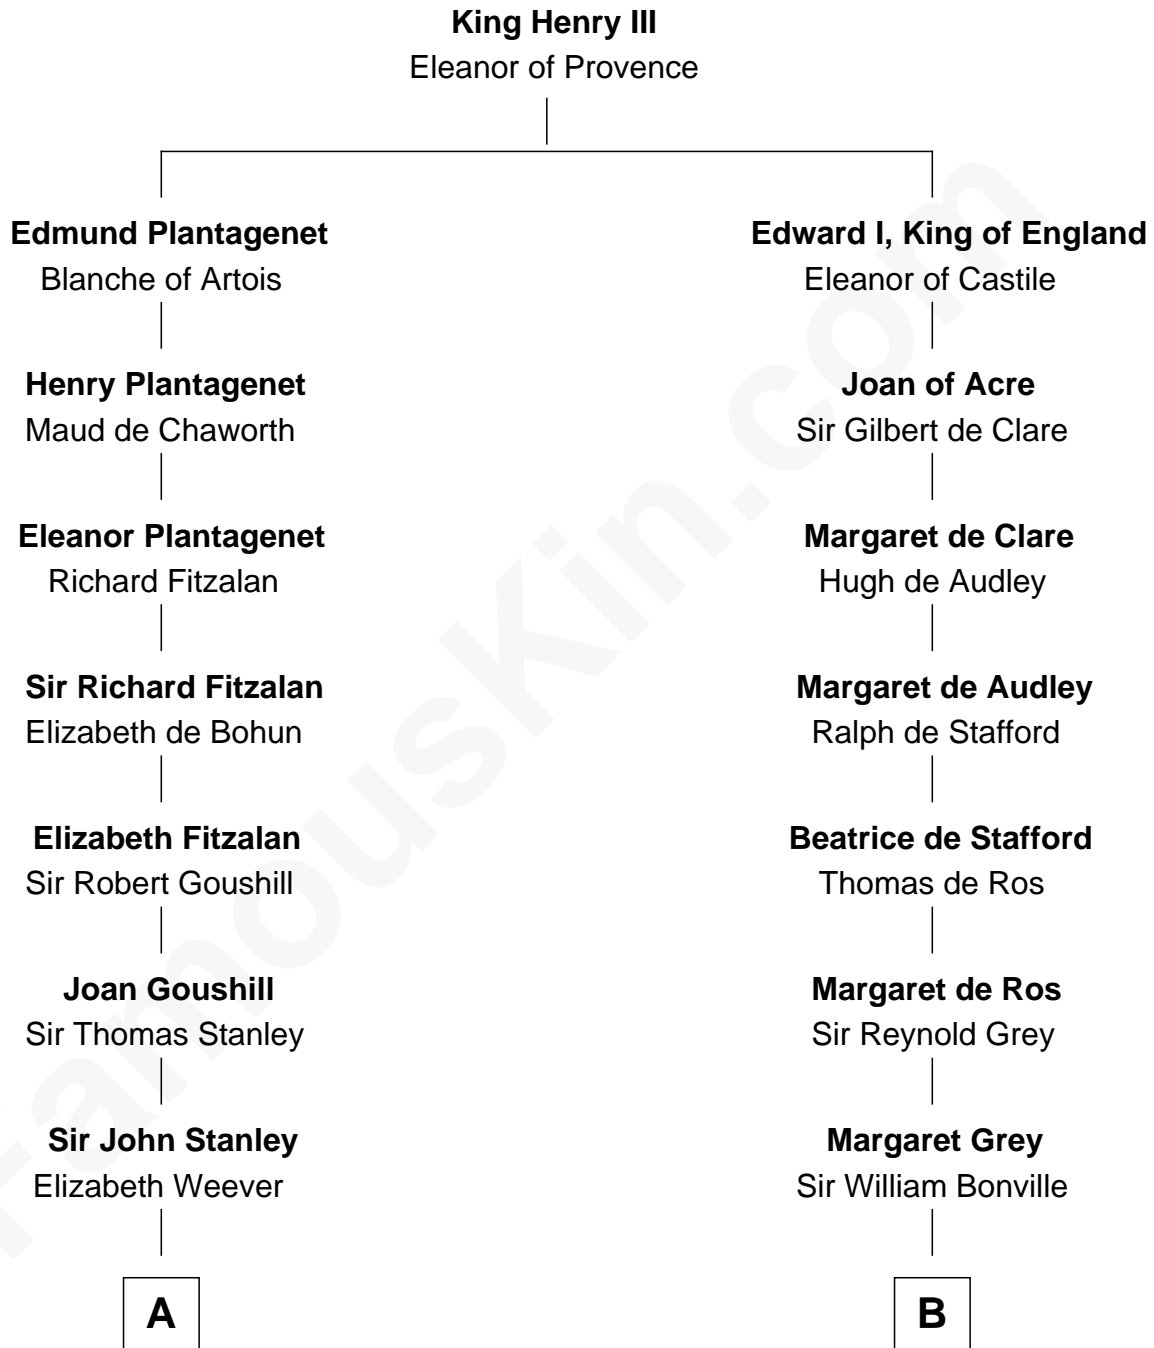 King Henry III
Eleanor of Provence
Edmund Plantagenet
Blanche of Artois
Henry Plantagenet
Maud de Chaworth
Eleanor Plantagenet
Richard Fitzalan
Sir Richard Fitzalan
Elizabeth de Bohun
Elizabeth Fitzalan
Sir Robert Goushill
Joan Goushill
Sir Thomas Stanley
Sir John Stanley
Elizabeth Weever
A
Edward I, King of England
Eleanor of Castile
Joan of Acre
Sir Gilbert de Clare
Margaret de Clare
Hugh de Audley
Margaret de Audley
Ralph de Stafford
Beatrice de Stafford
Thomas de Ros
Margaret de Ros
Sir Reynold Grey
Margaret Grey
Sir William Bonville
B
FamousKin.com